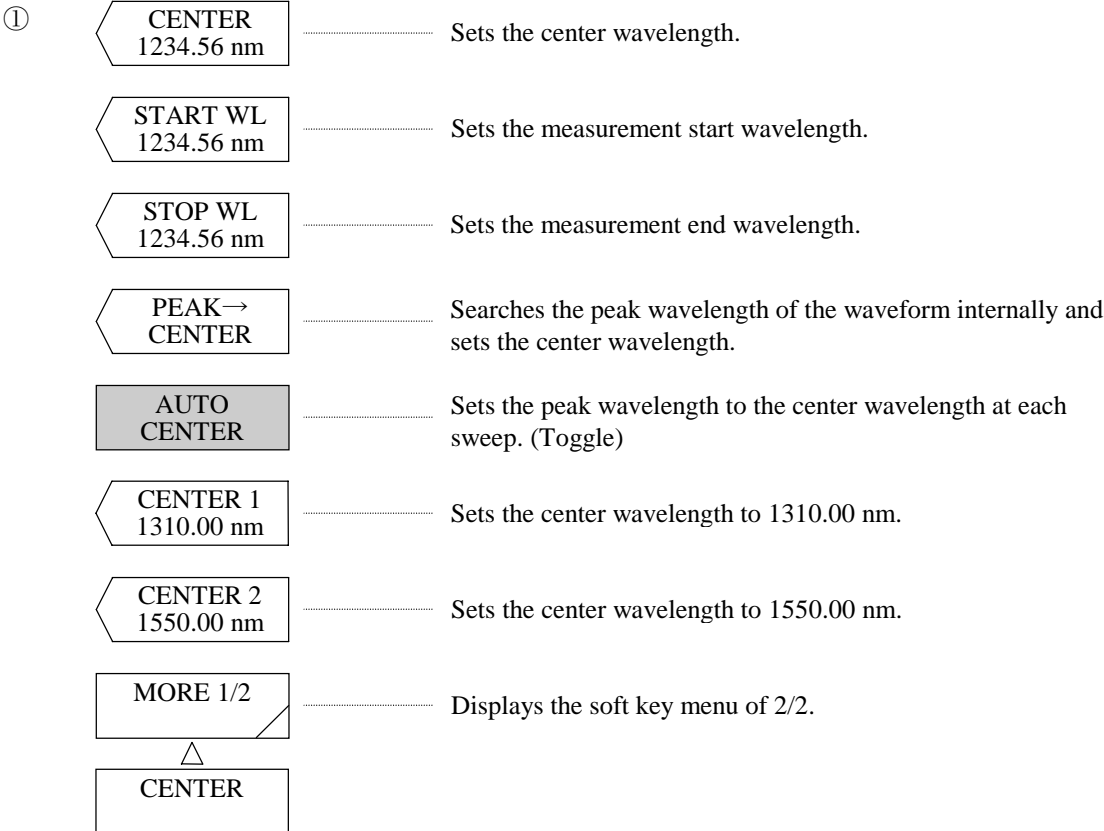 ①
CENTER
1234.56 nm
Sets the center wavelength.
START WL
1234.56 nm
Sets the measurement start wavelength.
STOP WL
1234.56 nm
Sets the measurement end wavelength.
PEAK→
CENTER
Searches the peak wavelength of the waveform internally and
sets the center wavelength.
AUTO
CENTER
Sets the peak wavelength to the center wavelength at each
sweep. (Toggle)
CENTER 1
1310.00 nm
Sets the center wavelength to 1310.00 nm.
CENTER 2
1550.00 nm
Sets the center wavelength to 1550.00 nm.
MORE 1/2
Displays the soft key menu of 2/2.
CENTER